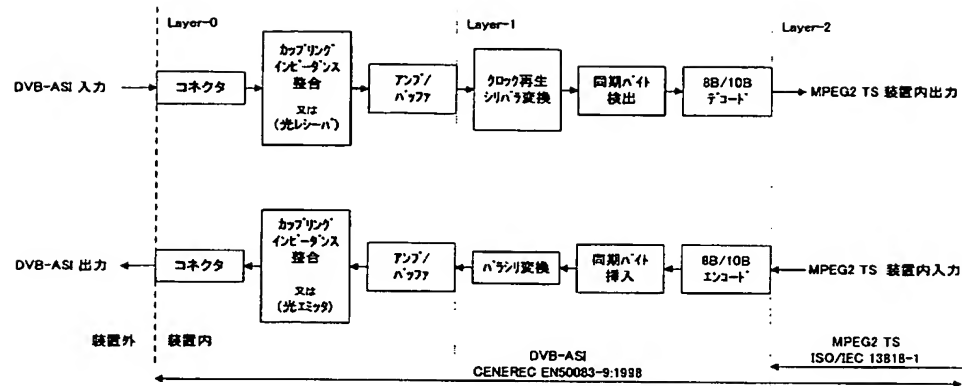 Layer-0
Layer-1
Layer-2
DVB-ASI 入力
コネクタ
カップリング
インピーダンス
整合
又は
(光レシーバ)
アンプ/
バッファ
クロック再生
シリパラ変換
同期バイト
検出
8B/10B
デコード
MPEG2 TS 装置内出力
DVB-ASI 出力
コネクタ
カップリング
インピーダンス
整合
又は
(光エミッタ)
アンプ/
バッファ
パラシリ変換
同期バイト
挿入
8B/10B
エンコード
MPEG2 TS 装置内入力
装置外
装置内
DVB-ASI
CENEREC EN50083-9:1998
MPEG2 TS
ISO/IEC 13818-1